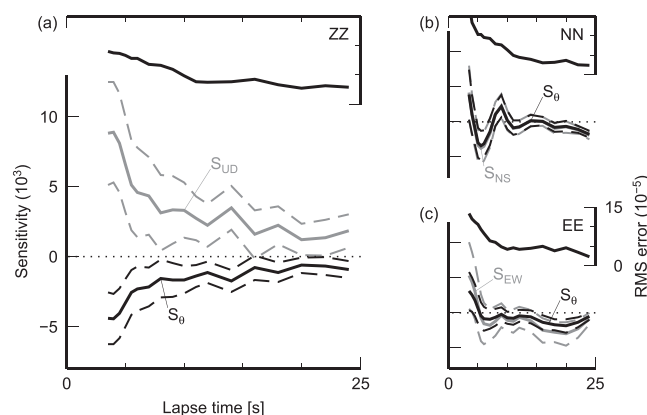 (a)
ZZ
10
5
0
−5
Sensitivity (10³)
S_UD
S_θ
0
25
Lapse time [s]
(b)
NN
S_θ
S_NS
(c)
EE
15
0
RMS error (10⁻⁵)
S_EW
S_θ
0
25